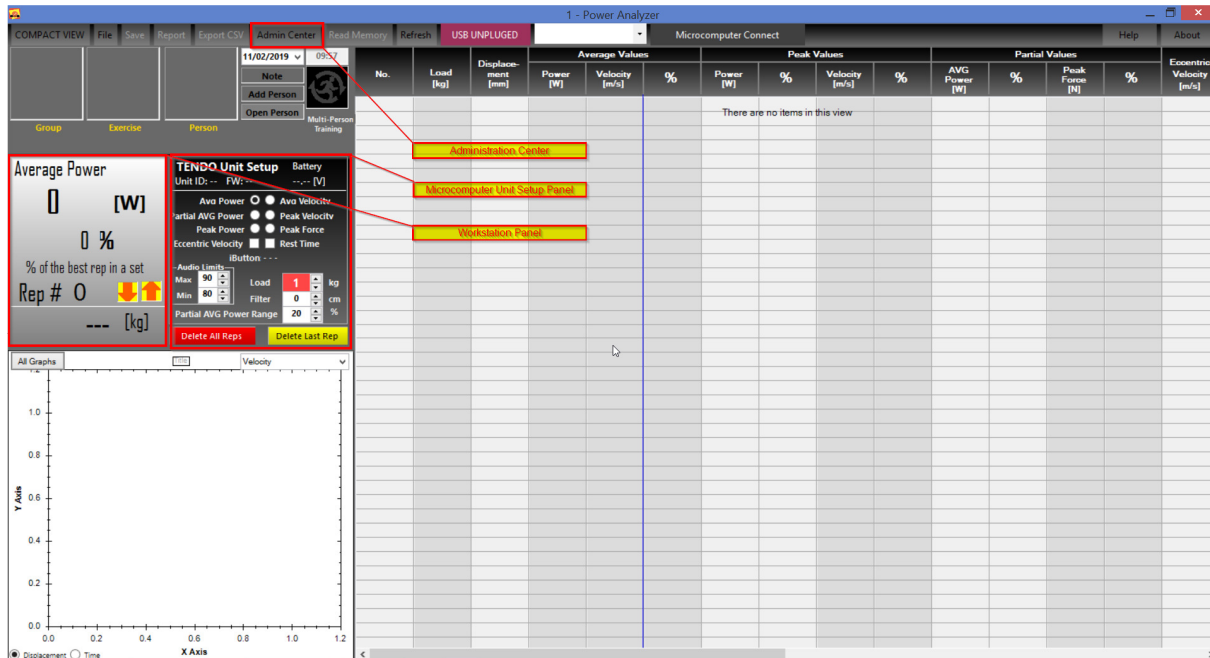 1 - Power Analyzer
COMPACT VIEW File Save Report Export CSV Admin Center Read Memory Refresh USB UNPLUGED Microcomputer Connect Help About
11/02/2019 09:57
Note
Add Person
Open Person
Multi-Person
Training
Group Exercise Person
Average Values Peak Values Partial Values
No. Load [kg] Displace-ment [mm] Power [W] Velocity [m/s] % Power [W] % Velocity [m/s] % AVG Power [W] % Peak Force [N] % Eccentric Velocity [m/s]
There are no items in this view
Administration Center
Microcomputer Unit Setup Panel
Workstation Panel
Average Power
0 [W]
0 %
% of the best rep in a set
Rep # 0
--- [kg]
TENDO Unit Setup Battery
Unit ID: -- FW: -- --.-- [V]
Avg Power Avg Velocity
Partial AVG Power Peak Velocity
Peak Power Peak Force
Eccentric Velocity Rest Time
iButton - - -
Audio Limits
Max 90 Load 1 kg
Min 80 Filter 0 cm
Partial AVG Power Range 20 %
Delete All Reps Delete Last Rep
All Graphs Title Velocity
1.2
1.0
0.8
0.6
0.4
0.2
0.0
Y Axis
0.0 0.2 0.4 0.6 0.8 1.0 1.2
X Axis
Displacement Time